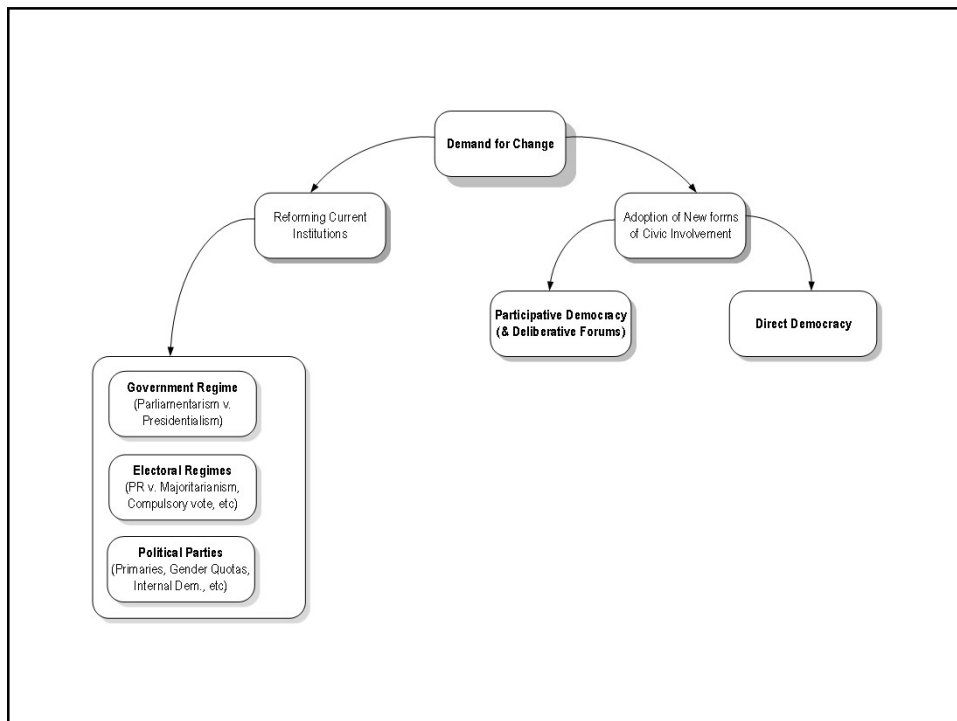 Demand for Change
Reforming Current
Institutions
Adoption of New forms
of Civic Involvement
Participative Democracy
(& Deliberative Forums)
Direct Democracy
Government Regime
(Parliamentarism v.
Presidentialism)
Electoral Regimes
(PR v. Majoritarianism,
Compulsory vote, etc)
Political Parties
(Primaries, Gender Quotas,
Internal Dem., etc)